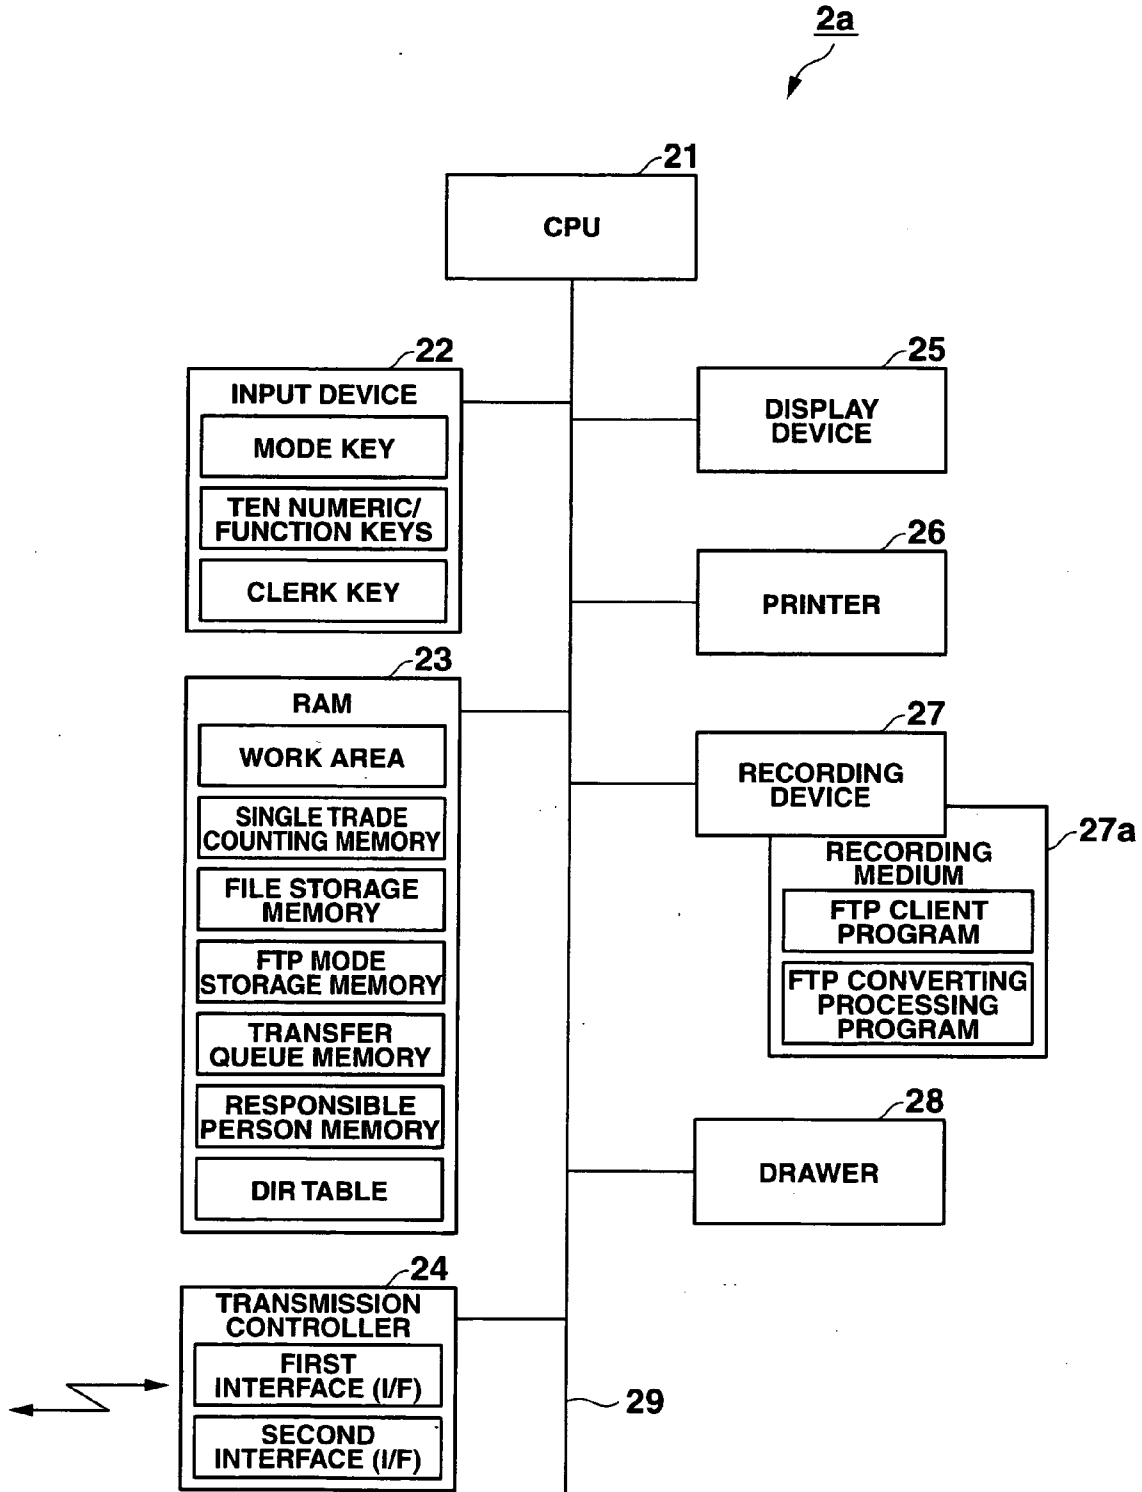 2a
21
CPU
22
INPUT DEVICE
MODE KEY
TEN NUMERIC/
FUNCTION KEYS
CLERK KEY
25
DISPLAY
DEVICE
26
PRINTER
23
RAM
WORK AREA
SINGLE TRADE
COUNTING MEMORY
FILE STORAGE
MEMORY
FTP MODE
STORAGE MEMORY
TRANSFER
QUEUE MEMORY
RESPONSIBLE
PERSON MEMORY
DIR TABLE
27
RECORDING
DEVICE
27a
RECORDING
MEDIUM
FTP CLIENT
PROGRAM
FTP CONVERTING
PROCESSING
PROGRAM
28
DRAWER
24
TRANSMISSION
CONTROLLER
FIRST
INTERFACE (I/F)
SECOND
INTERFACE (I/F)
29